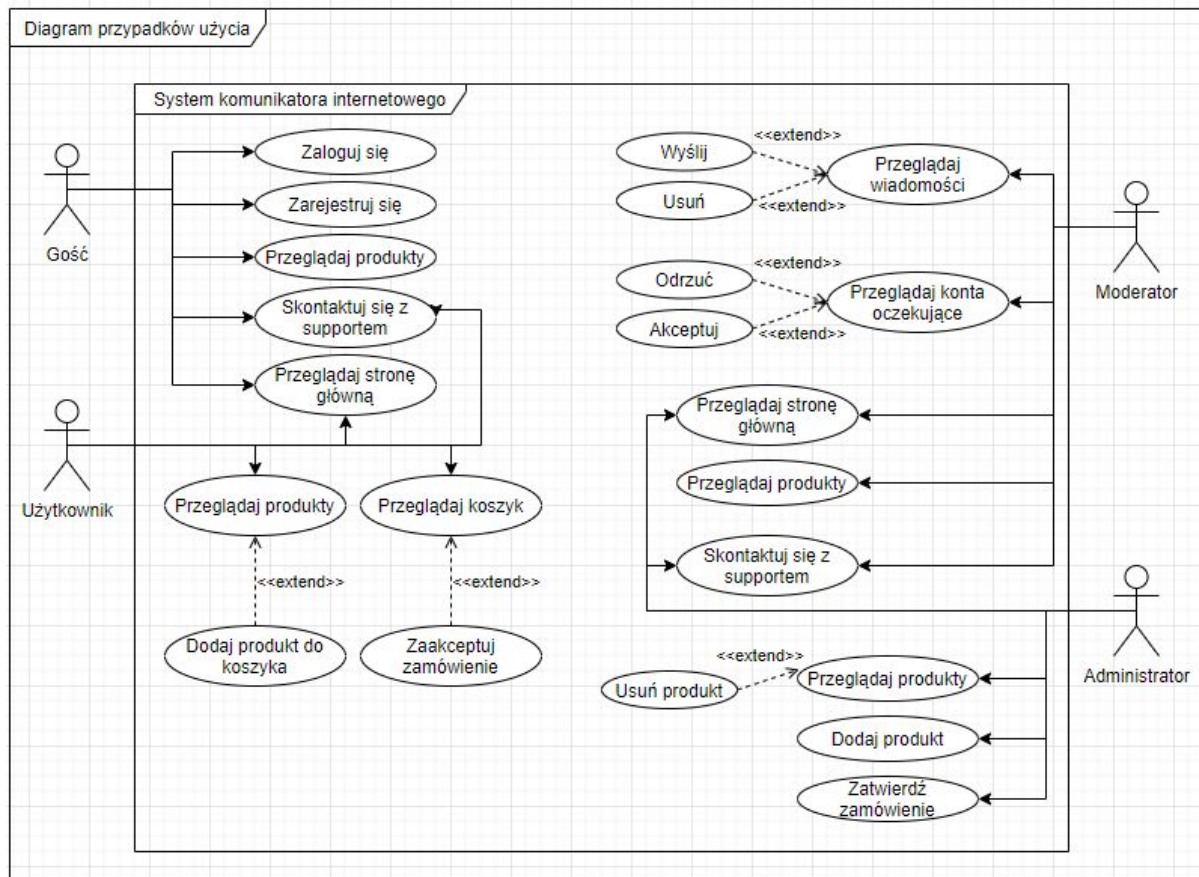 Diagram przypadków użycia
System komunikatora internetowego
Gość
Zaloguj się
Zarejestruj się
Przeglądaj produkty
Skontaktuj się z
supportem
Przeglądaj stronę
główną
Użytkownik
Przeglądaj produkty
Przeglądaj koszyk
<<extend>>
<<extend>>
Dodaj produkt do
koszyka
Zaakceptuj
zamówienie
Wyślij
<<extend>>
Usuń
<<extend>>
Przeglądaj
wiadomości
Odrzuć
<<extend>>
Akceptuj
<<extend>>
Przeglądaj konta
oczekujące
Moderator
Przeglądaj stronę
główną
Przeglądaj produkty
Skontaktuj się z
supportem
Administrator
Usuń produkt
<<extend>>
Przeglądaj produkty
Dodaj produkt
Zatwierdź
zamówienie